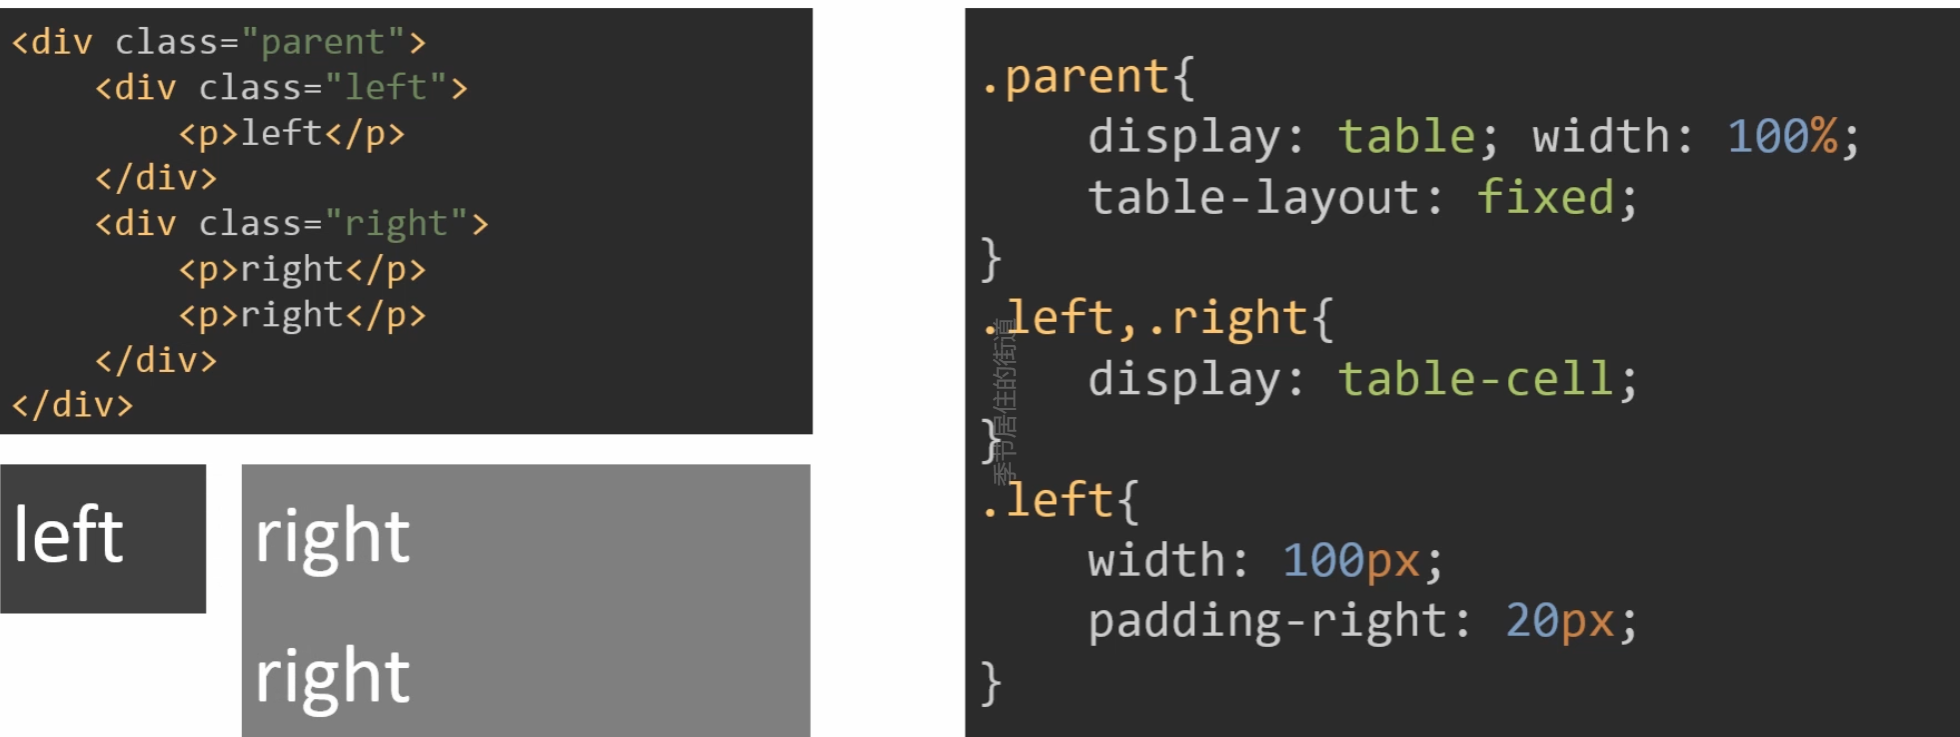 <div class="parent">
    <div class="left">
        <p>left</p>
    </div>
    <div class="right">
        <p>right</p>
        <p>right</p>
    </div>
</div>
left
right
right
.parent{
    display: table; width: 100%;
    table-layout: fixed;
}
.left,.right{
    display: table-cell;
}
.left{
    width: 100px;
    padding-right: 20px;
}
季节居住的街道